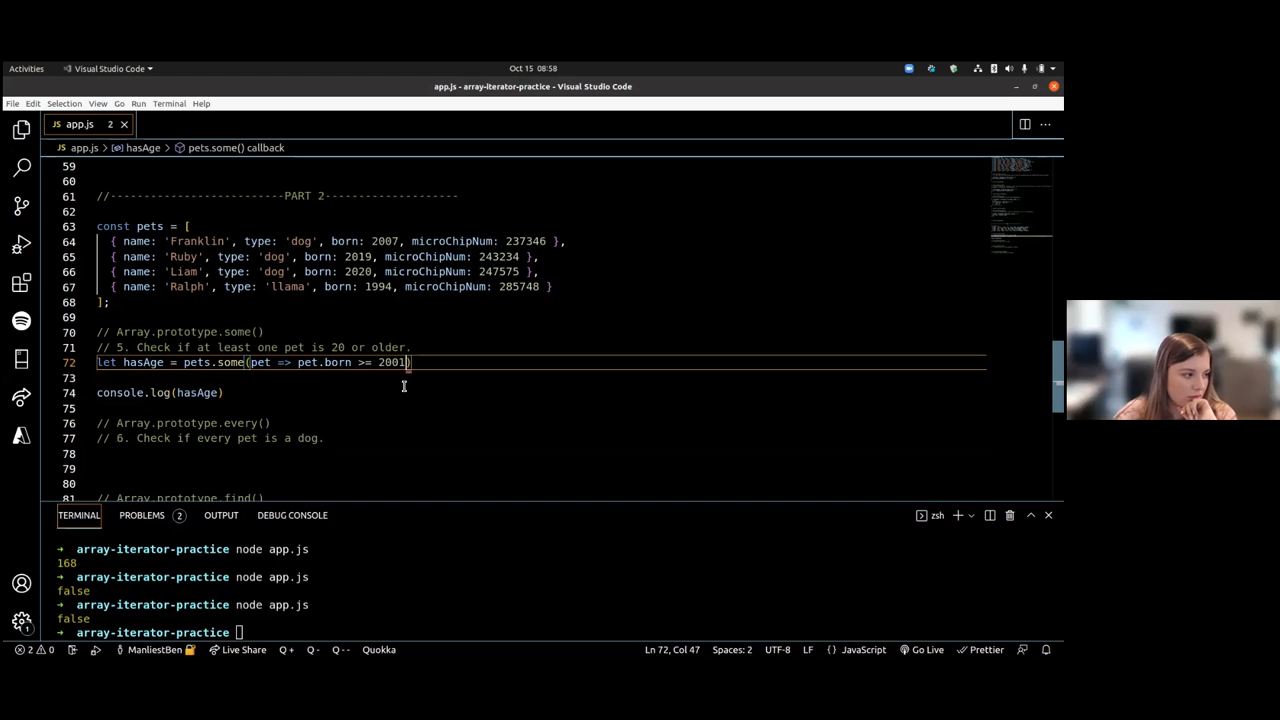 Activities
Visual Studio Code
Oct 15 08:58
app.js - array-iterator-practice - Visual Studio Code
File Edit Selection View Go Run Terminal Help
JS app.js 2
JS app.js > hasAge > pets.some() callback
59
60
61 //--------------------------PART 2--------------------
62
63 const pets = [
64 { name: 'Franklin', type: 'dog', born: 2007, microChipNum: 237346 },
65 { name: 'Ruby', type: 'dog', born: 2019, microChipNum: 243234 },
66 { name: 'Liam', type: 'dog', born: 2020, microChipNum: 247575 },
67 { name: 'Ralph', type: 'llama', born: 1994, microChipNum: 285748 }
68 ];
69
70 // Array.prototype.some()
71 // 5. Check if at least one pet is 20 or older.
72 let hasAge = pets.some(pet => pet.born >= 2001)
73
74 console.log(hasAge)
75
76 // Array.prototype.every()
77 // 6. Check if every pet is a dog.
78
79
80
81 // Array.prototype.find()
TERMINAL PROBLEMS 2 OUTPUT DEBUG CONSOLE
zsh
→ array-iterator-practice node app.js
168
→ array-iterator-practice node app.js
false
→ array-iterator-practice node app.js
false
→ array-iterator-practice
2 0 ManliestBen Live Share Q + Q - Q -- Quokka
Ln 72, Col 47 Spaces: 2 UTF-8 LF { } JavaScript Go Live Prettier
1